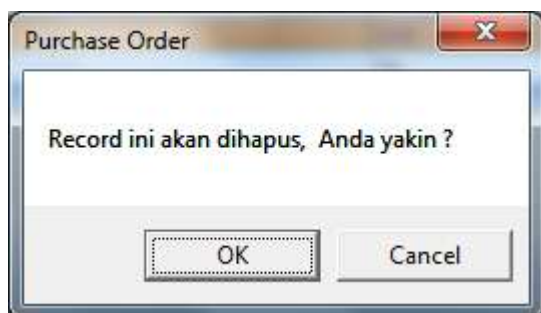 Purchase Order
Record ini akan dihapus, Anda yakin ?
OK
Cancel